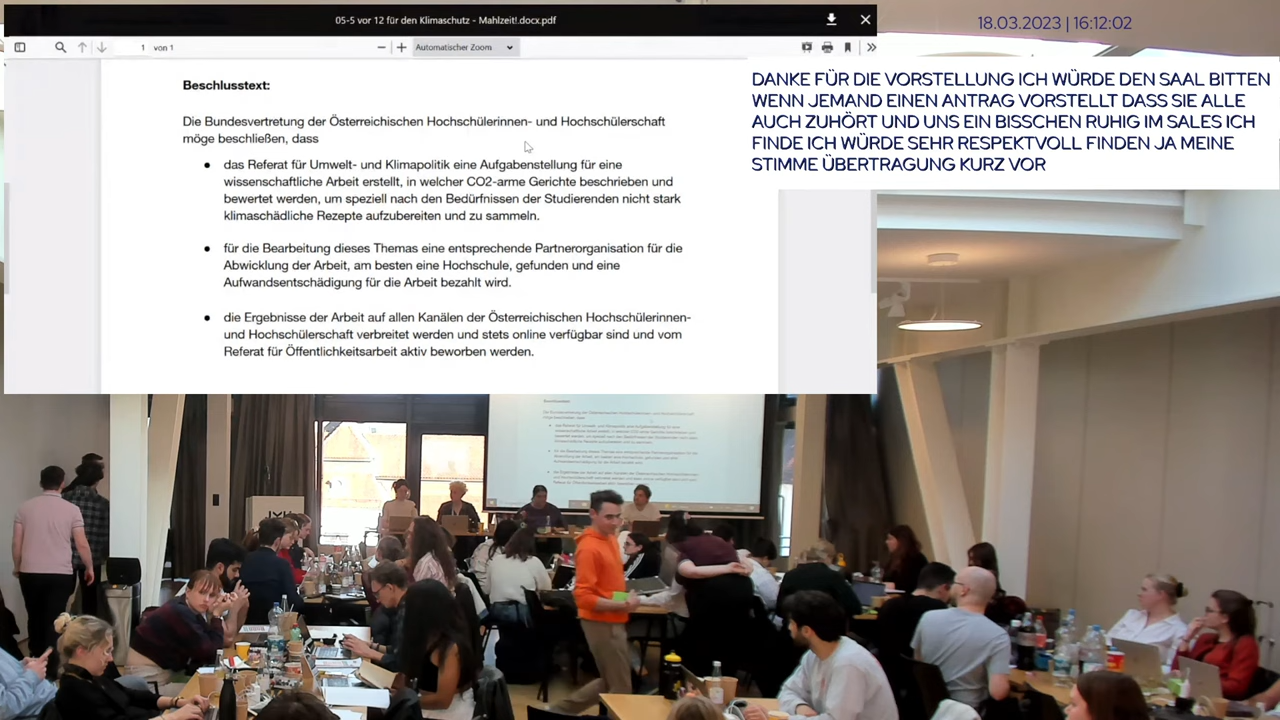 05-5 vor 12 für den Klimaschutz - Mahlzeit!.docx.pdf
18.03.2023 | 16:12:02
1 von 1
Automatischer Zoom
DANKE FÜR DIE VORSTELLUNG ICH WÜRDE DEN SAAL BITTEN
WENN JEMAND EINEN ANTRAG VORSTELLT DASS SIE ALLE
AUCH ZUHÖRT UND UNS EIN BISSCHEN RUHIG IM SALES ICH
FINDE ICH WÜRDE SEHR RESPEKTVOLL FINDEN JA MEINE
STIMME ÜBERTRAGUNG KURZ VOR
Beschlusstext:
Die Bundesvertretung der Österreichischen Hochschülerinnen- und Hochschülerschaft
möge beschließen, dass
• das Referat für Umwelt- und Klimapolitik eine Aufgabenstellung für eine
wissenschaftliche Arbeit erstellt, in welcher CO2-arme Gerichte beschrieben und
bewertet werden, um speziell nach den Bedürfnissen der Studierenden nicht stark
klimaschädliche Rezepte aufzubereiten und zu sammeln.
• für die Bearbeitung dieses Themas eine entsprechende Partnerorganisation für die
Abwicklung der Arbeit, am besten eine Hochschule, gefunden und eine
Aufwandsentschädigung für die Arbeit bezahlt wird.
• die Ergebnisse der Arbeit auf allen Kanälen der Österreichischen Hochschülerinnen-
und Hochschülerschaft verbreitet werden und stets online verfügbar sind und vom
Referat für Öffentlichkeitsarbeit aktiv beworben werden.